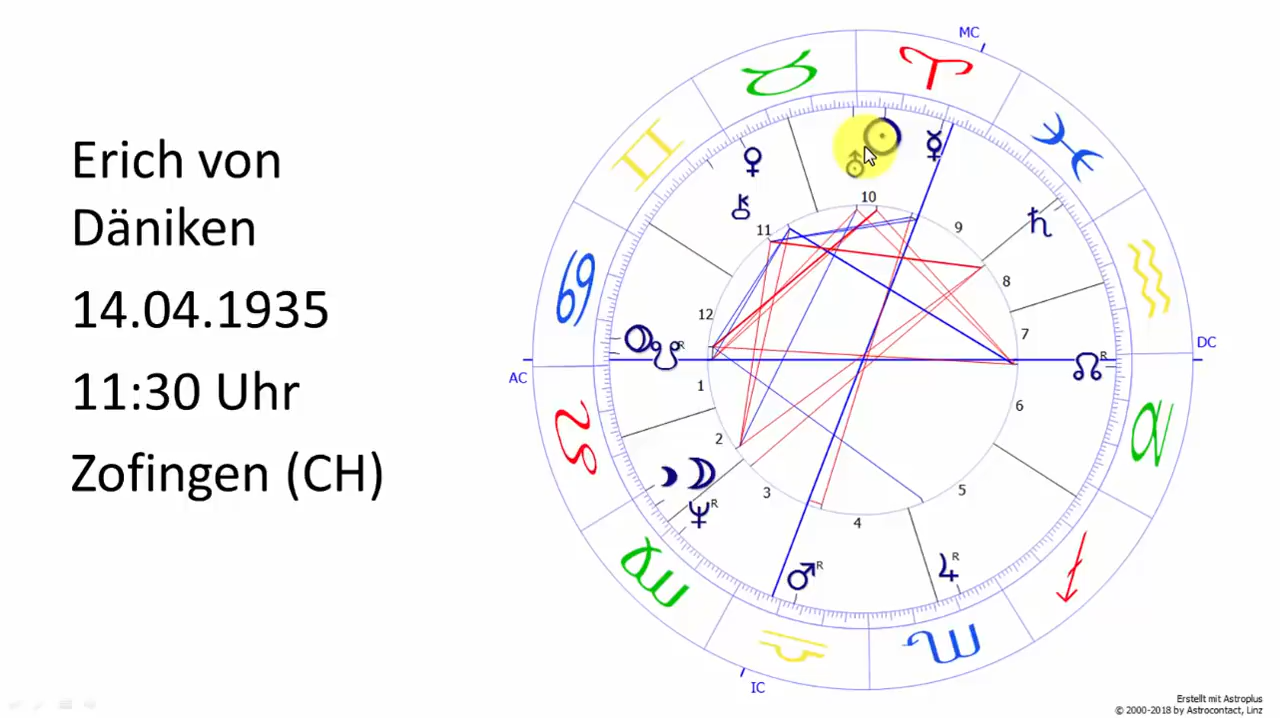 Erich von
Däniken
14.04.1935
11:30 Uhr
Zofingen (CH)
MC
10
11
9
8
12
R
7
DC
R
AC
1
6
2
3
5
R
4
R
R
IC
Erstellt mit Astroplus
© 2000-2018 by Astrocontact, Linz